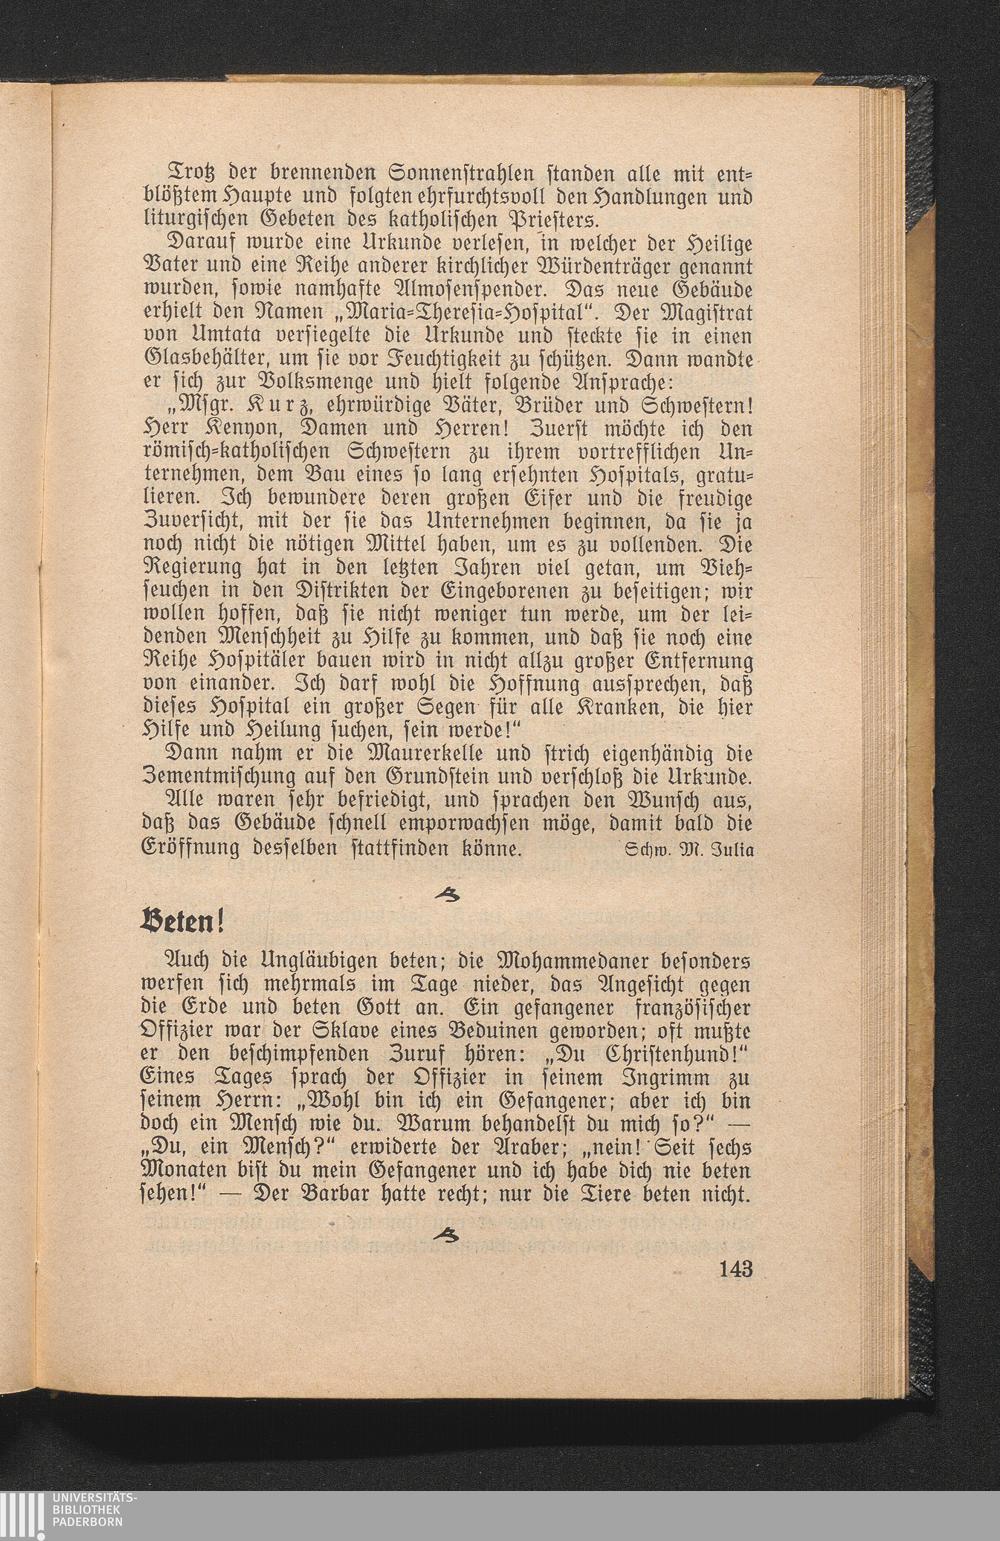 Trotz der brennenden Sonnenstrahlen standen alle mit ent-
blößtem Haupte und folgten ehrfurchtsvoll den Handlungen und
liturgischen Gebeten des katholischen Priesters.
Darauf wurde eine Urkunde verlesen, in welcher der Heilige
Vater und eine Reihe anderer kirchlicher Würdenträger genannt
wurden, sowie namhafte Almosenspender. Das neue Gebäude
erhielt den Namen „Maria-Theresia-Hospital“. Der Magistrat
von Umtata versiegelte die Urkunde und steckte sie in einen
Glasbehälter, um sie vor Feuchtigkeit zu schützen. Dann wandte
er sich zur Volksmenge und hielt folgende Ansprache:
„Msgr. Kurz, ehrwürdige Väter, Brüder und Schwestern!
Herr Kenyon, Damen und Herren! Zuerst möchte ich den
römisch-katholischen Schwestern zu ihrem vortrefflichen Un-
ternehmen, dem Bau eines so lang ersehnten Hospitals, gratu-
lieren. Ich bewundere deren großen Eifer und die freudige
Zuversicht, mit der sie das Unternehmen beginnen, da sie ja
noch nicht die nötigen Mittel haben, um es zu vollenden. Die
Regierung hat in den letzten Jahren viel getan, um Vieh-
seuchen in den Distrikten der Eingeborenen zu beseitigen; wir
wollen hoffen, daß sie nicht weniger tun werde, um der lei-
denden Menschheit zu Hilfe zu kommen, und daß sie noch eine
Reihe Hospitäler bauen wird in nicht allzu großer Entfernung
von einander. Ich darf wohl die Hoffnung aussprechen, daß
dieses Hospital ein großer Segen für alle Kranken, die hier
Hilfe und Heilung suchen, sein werde!“
Dann nahm er die Maurerkelle und strich eigenhändig die
Zementmischung auf den Grundstein und verschloß die Urkunde.
Alle waren sehr befriedigt, und sprachen den Wunsch aus,
daß das Gebäude schnell emporwachsen möge, damit bald die
Eröffnung desselben stattfinden könne. Schw. M. Julia
Beten!
Auch die Ungläubigen beten; die Mohammedaner besonders
werfen sich mehrmals im Tage nieder, das Angesicht gegen
die Erde und beten Gott an. Ein gefangener französischer
Offizier war der Sklave eines Beduinen geworden; oft mußte
er den beschimpfenden Zuruf hören: „Du Christenhund!“
Eines Tages sprach der Offizier in seinem Ingrimm zu
seinem Herrn: „Wohl bin ich ein Gefangener; aber ich bin
doch ein Mensch wie du. Warum behandelst du mich so?“ —
„Du, ein Mensch?“ erwiderte der Araber; „nein! Seit sechs
Monaten bist du mein Gefangener und ich habe dich nie beten
sehen!“ — Der Barbar hatte recht; nur die Tiere beten nicht.
143
UNIVERSITÄTS-
BIBLIOTHEK
PADERBORN